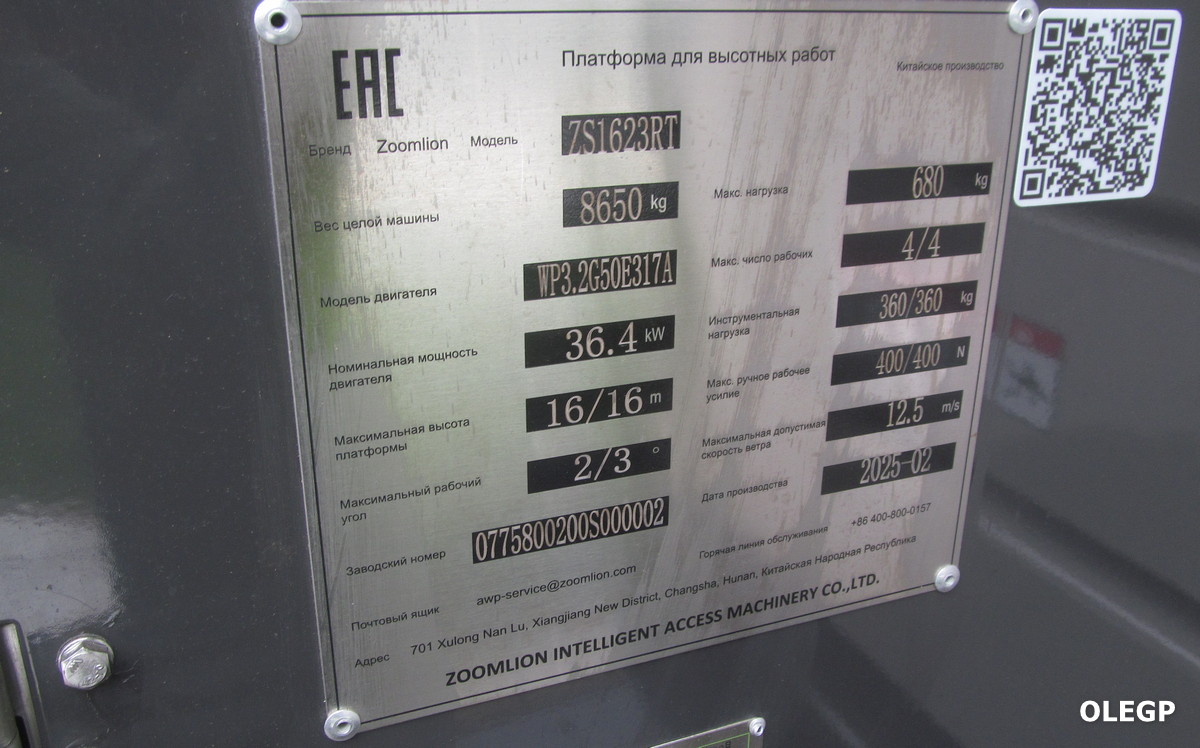 EAC
Платформа для высотных работ
Китайское производство
Бренд Zoomlion Модель ZS1623RT
Вес целой машины 8650 kg
Макс. нагрузка 680 kg
Модель двигателя WP3.2G50E317A
Макс. число рабочих 4/4
Номинальная мощность
двигателя 36.4 kW
Инструментальная
нагрузка 360/360 kg
Максимальная высота
платформы 16/16 m
Макс. ручное рабочее
усилие 400/400 N
Максимальный рабочий
угол 2/3 °
Максимальная допустимая
скорость ветра 12.5 m/s
Заводский номер 0775800200S000002
Дата производства 2025-02
Почтовый ящик awp-service@zoomlion.com
Горячая линия обслуживания +86 400-800-0157
Адрес 701 Xulong Nan Lu, Xiangjiang New District, Changsha, Hunan, Китайская Народная Республика
ZOOMLION INTELLIGENT ACCESS MACHINERY CO.,LTD.
OLEGP